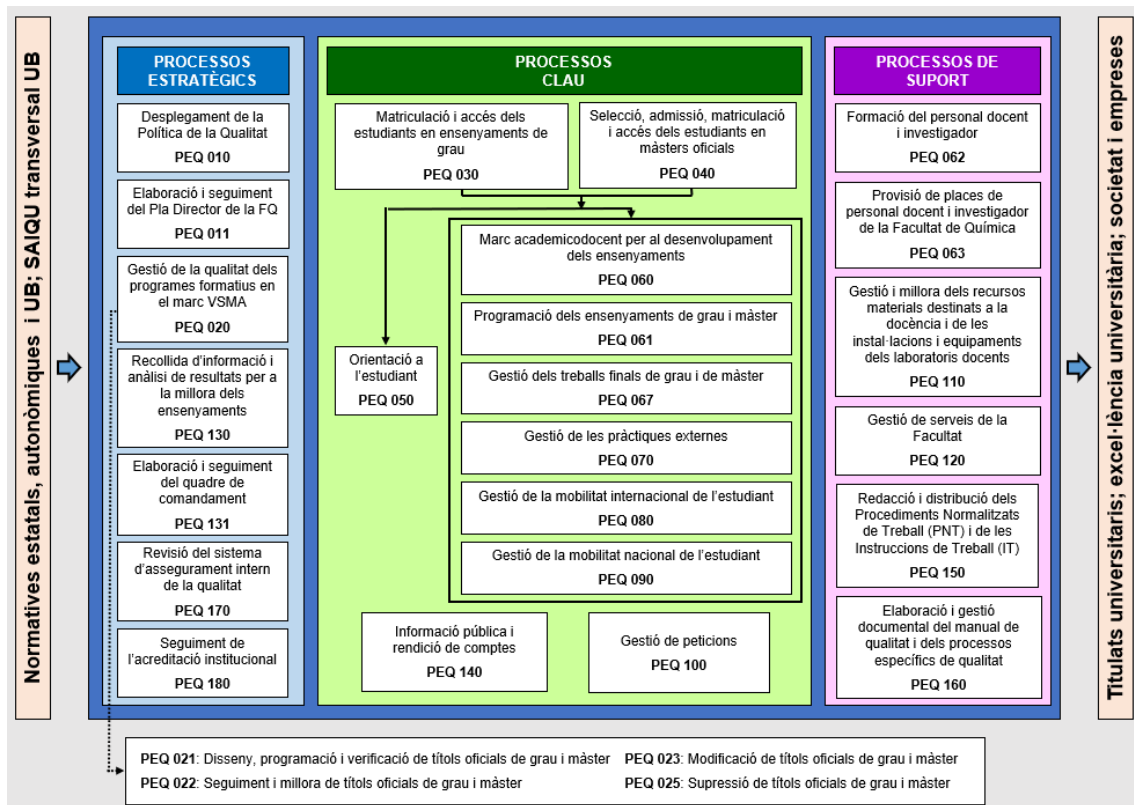 Normatives estatals, autonòmiques i UB; SAIQU transversal UB
PROCESSOS
ESTRATÈGICS
Desplegament de la
Política de la Qualitat
PEQ 010
Elaboració i seguiment
del Pla Director de la FQ
PEQ 011
Gestió de la qualitat dels
programes formatius en
el marc VSMA
PEQ 020
Recollida d’informació i
anàlisi de resultats per a
la millora dels
ensenyaments
PEQ 130
Elaboració i seguiment
del quadre de
comandament
PEQ 131
Revisió del sistema
d’assegurament intern
de la qualitat
PEQ 170
Seguiment de
l’acreditació institucional
PEQ 180
PROCESSOS
CLAU
Matriculació i accés dels
estudiants en ensenyaments de
grau
PEQ 030
Selecció, admissió, matriculació
i accés dels estudiants en
màsters oficials
PEQ 040
Orientació a
l’estudiant
PEQ 050
Marc academicodocent per al desenvolupament
dels ensenyaments
PEQ 060
Programació dels ensenyaments de grau i màster
PEQ 061
Gestió dels treballs finals de grau i de màster
PEQ 067
Gestió de les pràctiques externes
PEQ 070
Gestió de la mobilitat internacional de l’estudiant
PEQ 080
Gestió de la mobilitat nacional de l’estudiant
PEQ 090
Informació pública i
rendició de comptes
PEQ 140
Gestió de peticions
PEQ 100
PROCESSOS DE
SUPORT
Formació del personal docent
i investigador
PEQ 062
Provisió de places de
personal docent i investigador
de la Facultat de Química
PEQ 063
Gestió i millora dels recursos
materials destinats a la
docència i de les
instal·lacions i equipaments
dels laboratoris docents
PEQ 110
Gestió de serveis de la
Facultat
PEQ 120
Redacció i distribució dels
Procediments Normalitzats
de Treball (PNT) i de les
Instruccions de Treball (IT)
PEQ 150
Elaboració i gestió
documental del manual de
qualitat i dels processos
específics de qualitat
PEQ 160
Titulats universitaris; excel·lència universitària; societat i empreses
PEQ 021: Disseny, programació i verificació de títols oficials de grau i màster
PEQ 023: Modificació de títols oficials de grau i màster
PEQ 022: Seguiment i millora de títols oficials de grau i màster
PEQ 025: Supressió de títols oficials de grau i màster